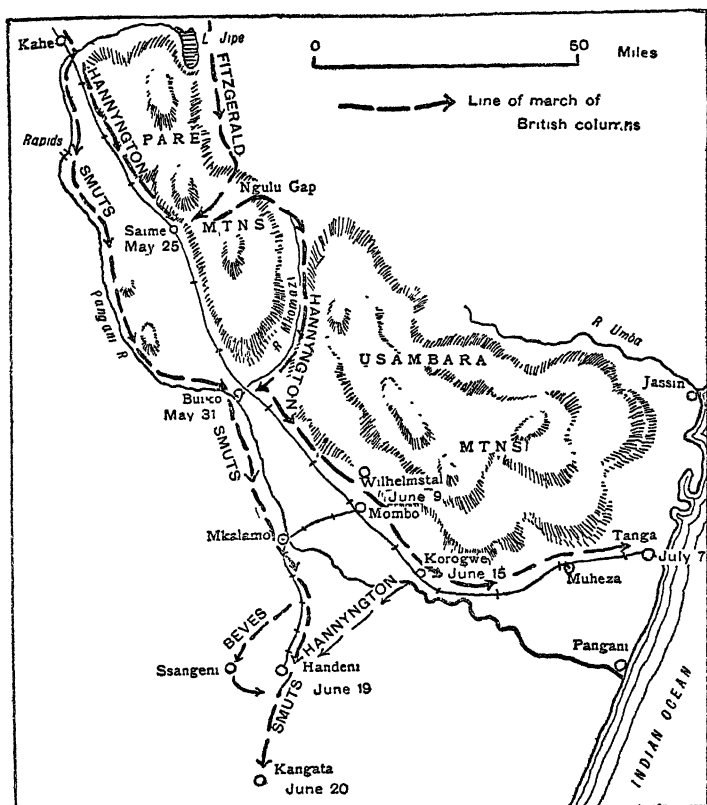 Kahe
L Jipe
0 50 Miles
Line of march of
British columns
HANNYNGTON
FITZGERALD
PARE
Rapids
SMUTS
Ngulu Gap
Same
May 25
MTNS
R Mkomazi
HANNYNGTON
Pangani R
R Umba
USÂMBARA
Jassin
Buiko
May 31
SMUTS
MTNS
Wilhelmstal
June 9
Mombo
Mkalamo
Tanga
July 7
Korogwe
June 15
Muheza
HANNYNGTON
BEVES
Pangani
Ssangeni
Handeni
June 19
SMUTS
INDIAN OCEAN
Kangata
June 20